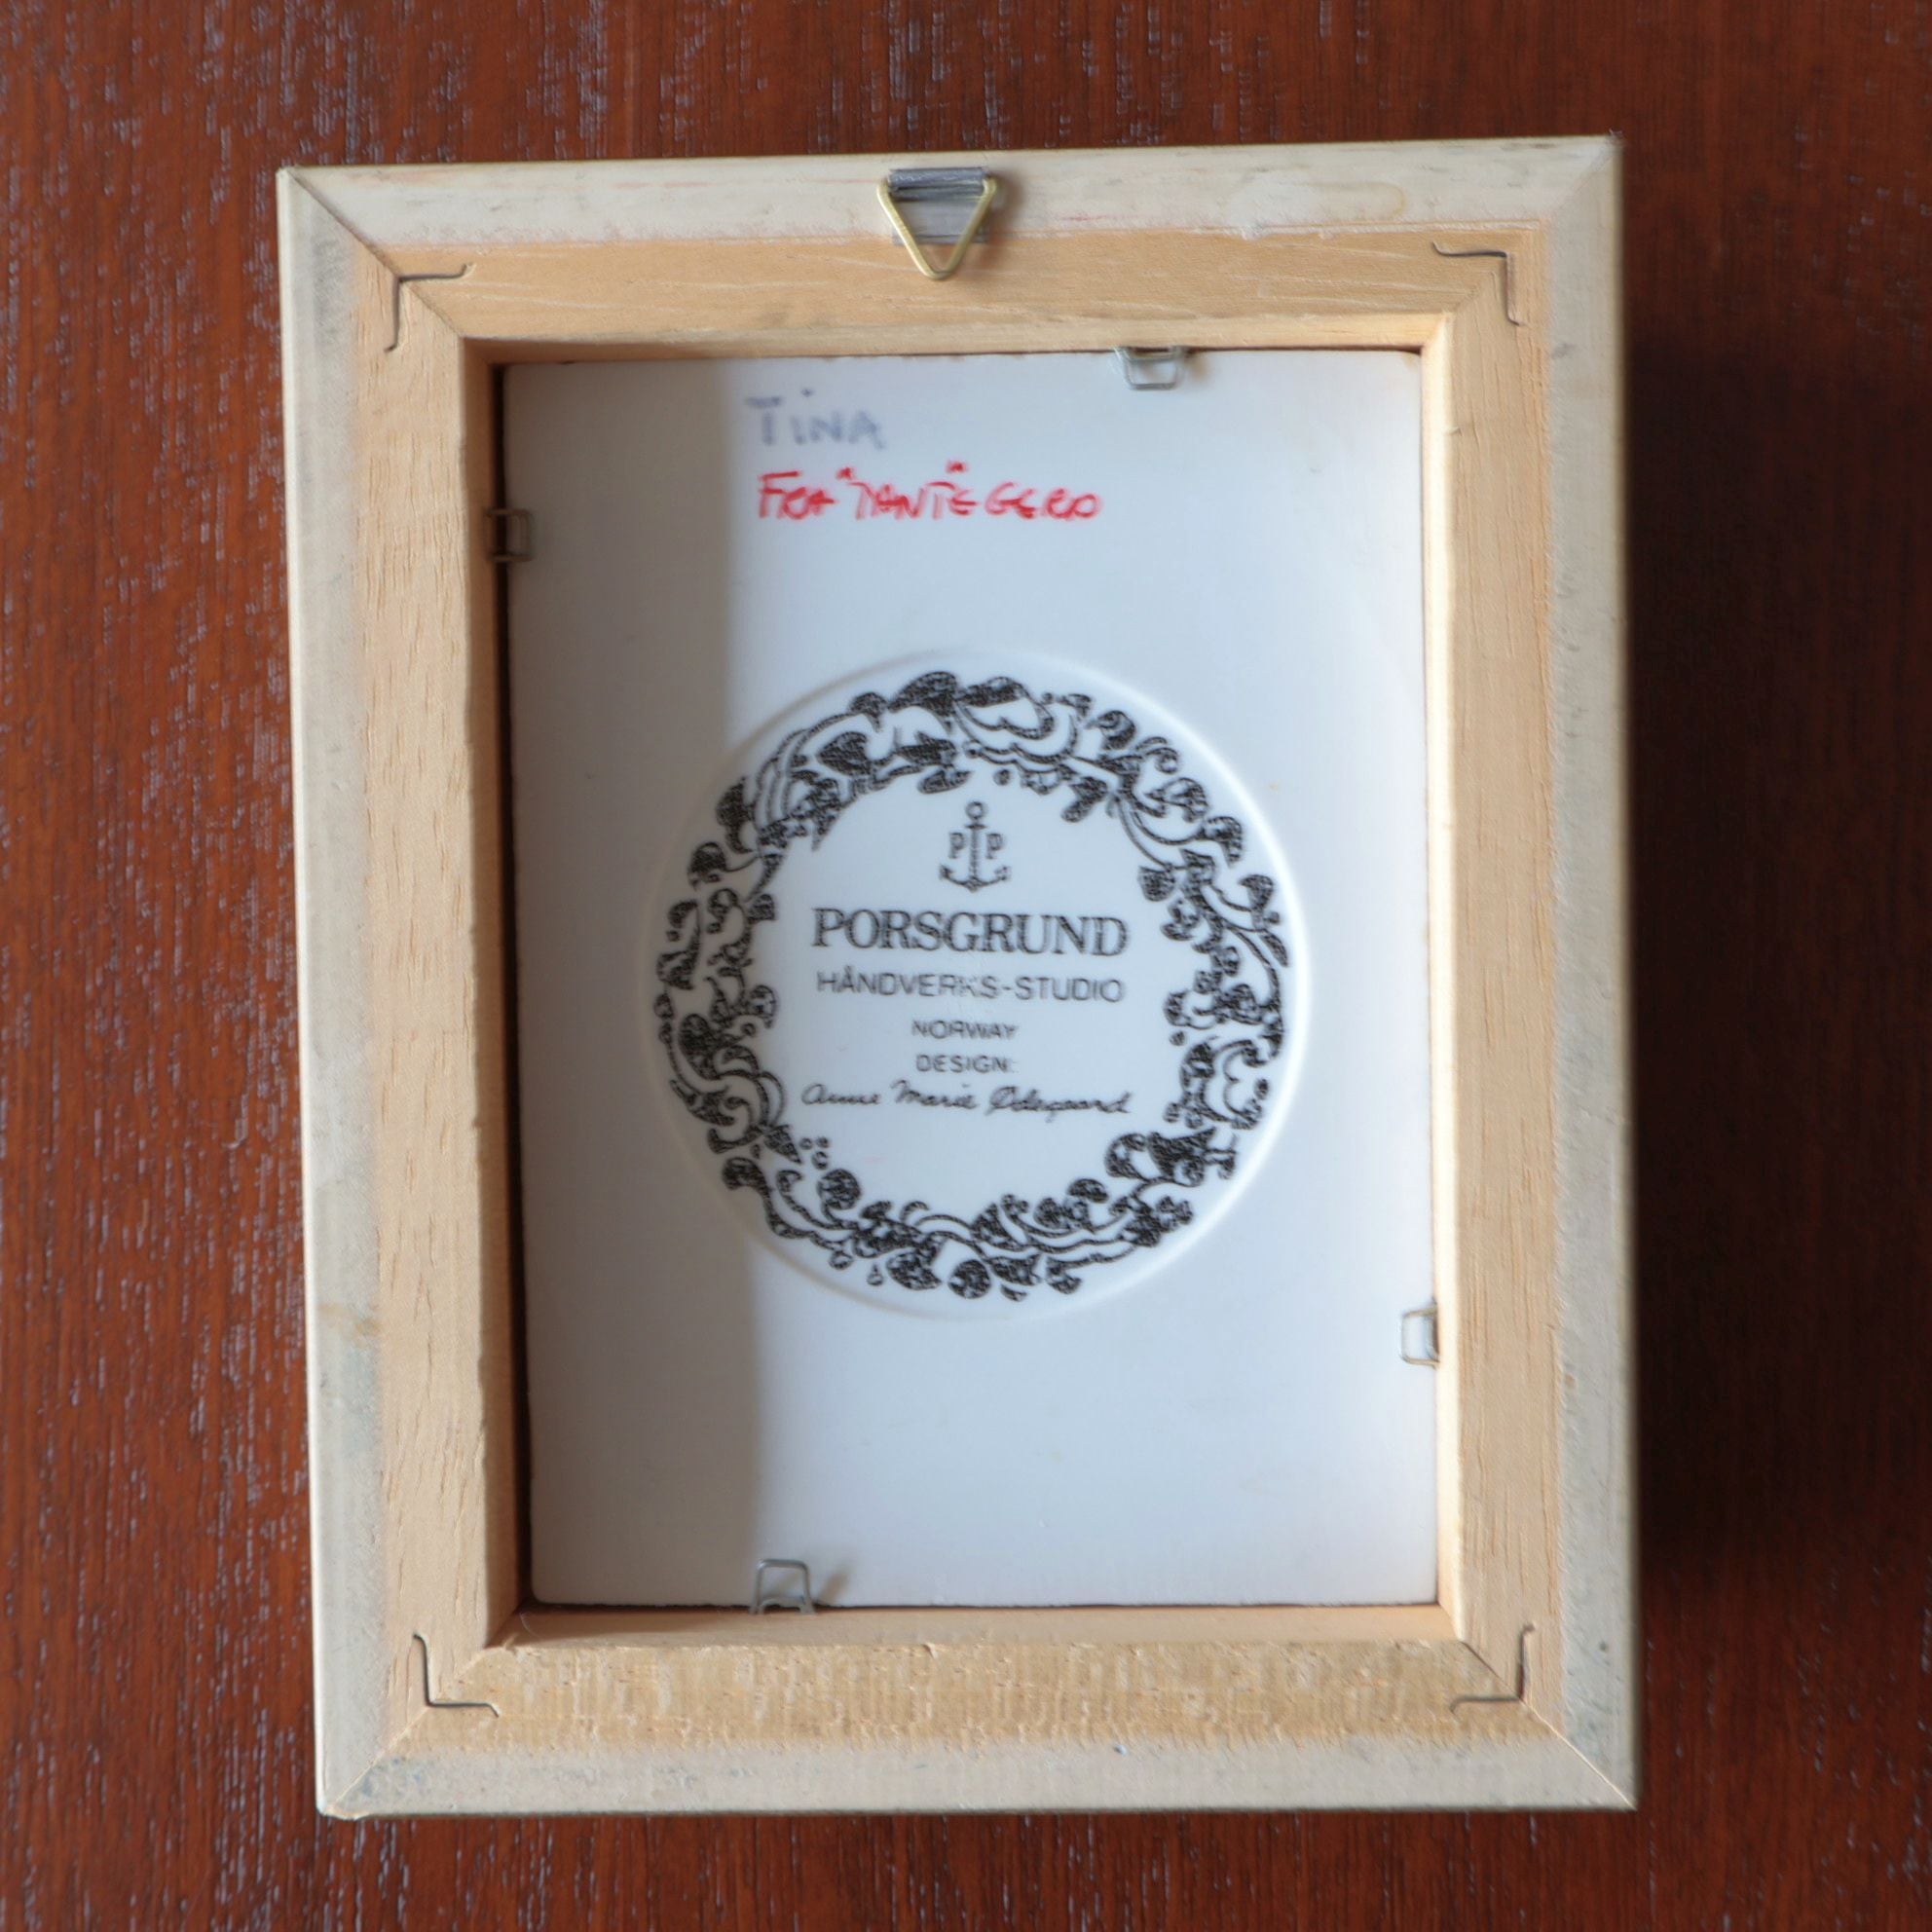 TINA
FRA "TANTE" GERD
P P
PORSGRUND
HÅNDVERKS-STUDIO
NORWAY
DESIGN:
Anne Marie Ødegaard